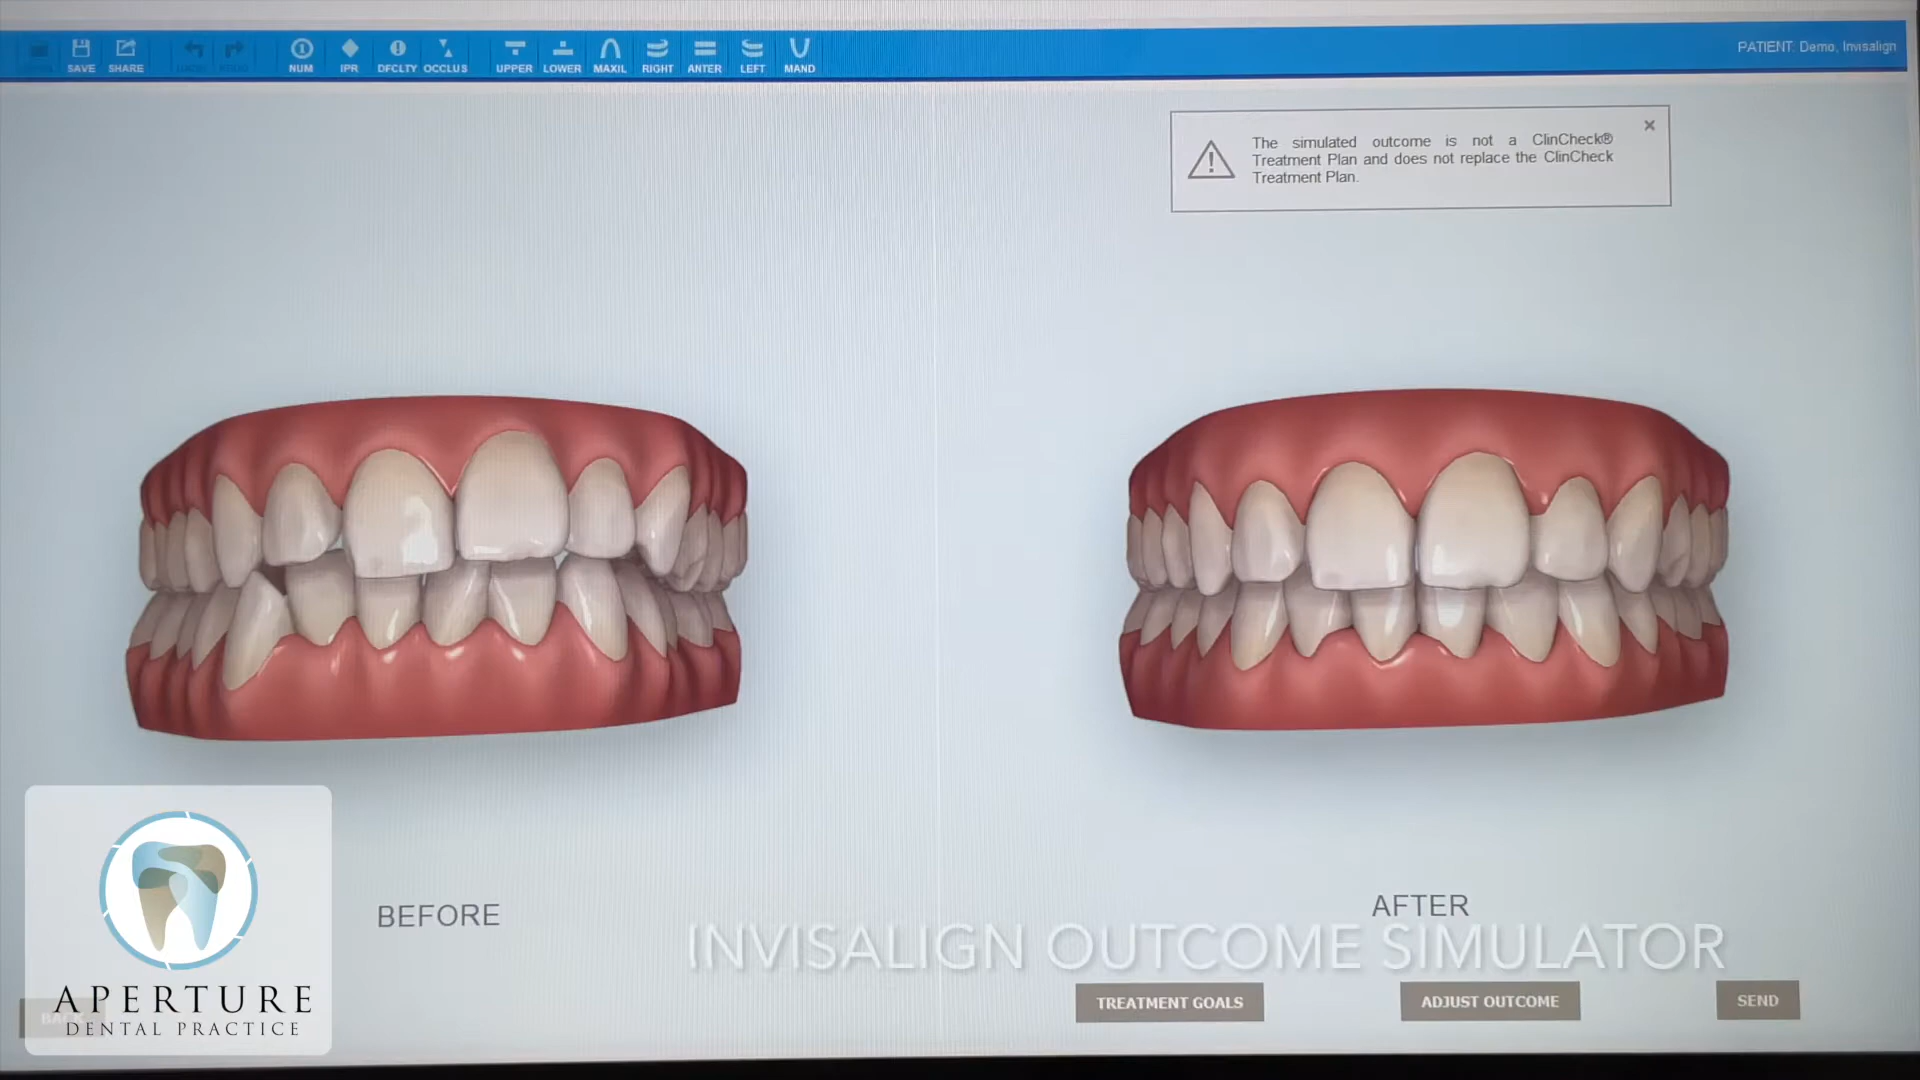 SAVE SHARE NUM IPR DFCLTY OCCLUS UPPER LOWER MAXIL RIGHT ANTER LEFT MAND
PATIENT: Demo, Invisalign
The simulated outcome is not a ClinCheck®
Treatment Plan and does not replace the ClinCheck
Treatment Plan.
BEFORE
AFTER
INVISALIGN OUTCOME SIMULATOR
TREATMENT GOALS
ADJUST OUTCOME
SEND
BACK
APERTURE
DENTAL PRACTICE